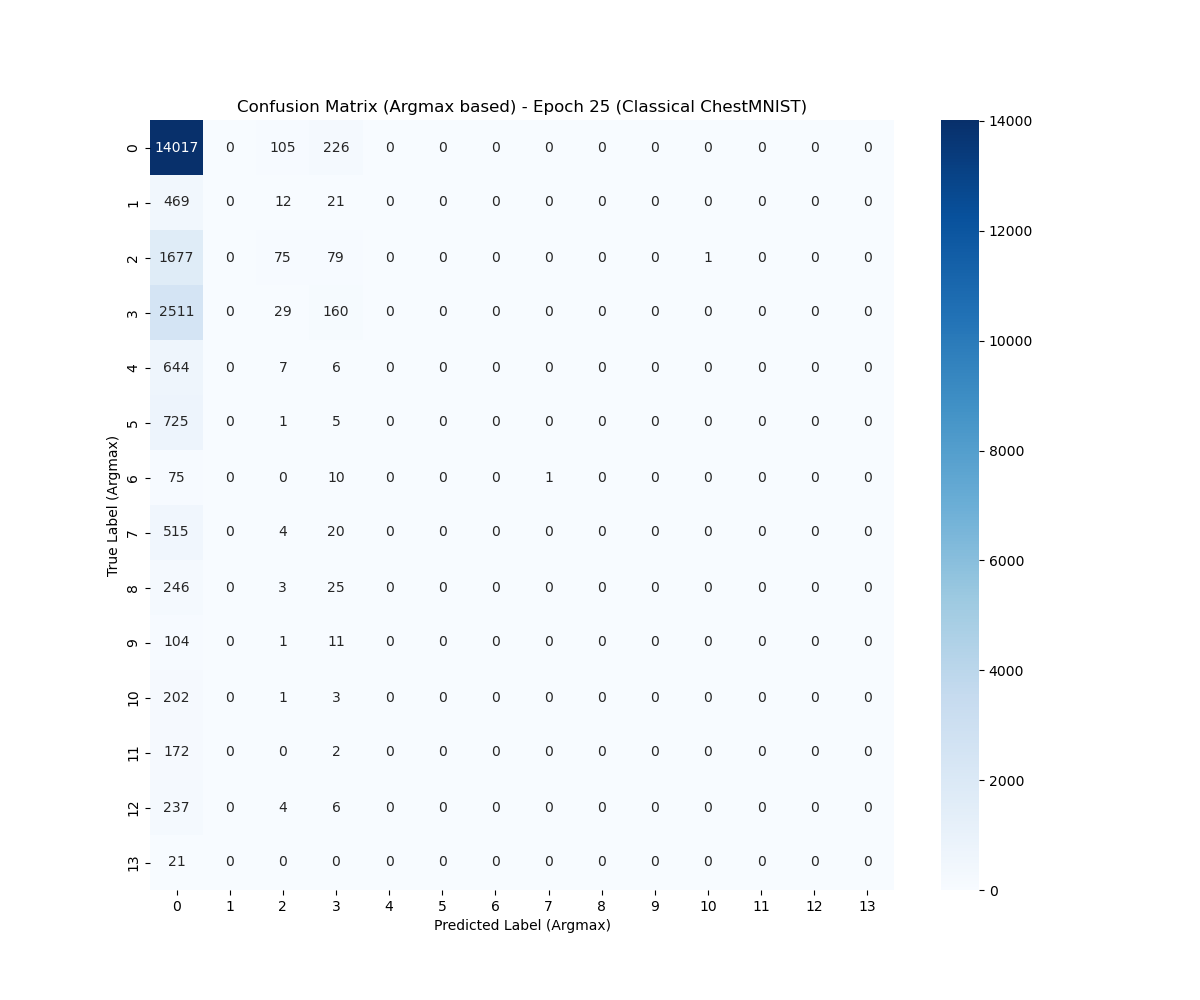 Confusion Matrix (Argmax based) - Epoch 25 (Classical ChestMNIST)
0 14017 0 105 226 0 0 0 0 0 0 0 0 0 0
1 469 0 12 21 0 0 0 0 0 0 0 0 0 0
2 1677 0 75 79 0 0 0 0 0 0 1 0 0 0
3 2511 0 29 160 0 0 0 0 0 0 0 0 0 0
4 644 0 7 6 0 0 0 0 0 0 0 0 0 0
5 725 0 1 5 0 0 0 0 0 0 0 0 0 0
6 75 0 0 10 0 0 0 1 0 0 0 0 0 0
7 515 0 4 20 0 0 0 0 0 0 0 0 0 0
8 246 0 3 25 0 0 0 0 0 0 0 0 0 0
9 104 0 1 11 0 0 0 0 0 0 0 0 0 0
10 202 0 1 3 0 0 0 0 0 0 0 0 0 0
11 172 0 0 2 0 0 0 0 0 0 0 0 0 0
12 237 0 4 6 0 0 0 0 0 0 0 0 0 0
13 21 0 0 0 0 0 0 0 0 0 0 0 0 0
0 1 2 3 4 5 6 7 8 9 10 11 12 13
Predicted Label (Argmax)
True Label (Argmax)
14000
12000
10000
8000
6000
4000
2000
0